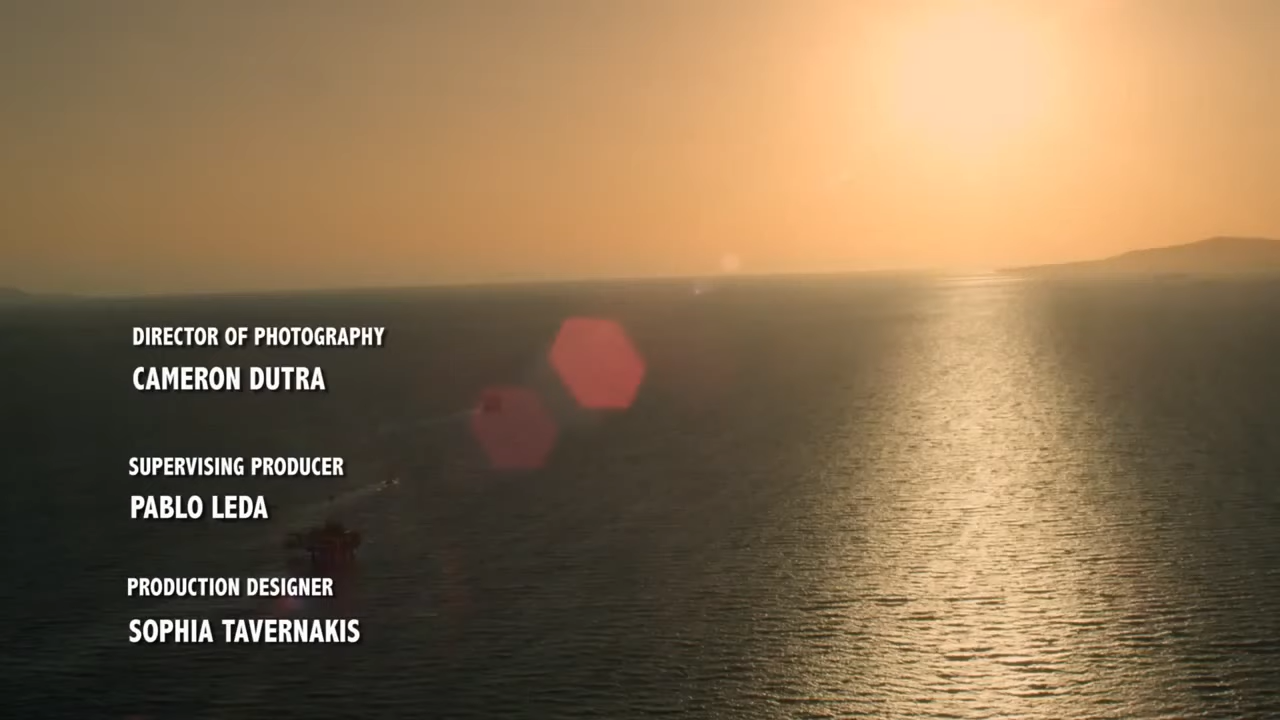 DIRECTOR OF PHOTOGRAPHY
CAMERON DUTRA
SUPERVISING PRODUCER
PABLO LEDA
PRODUCTION DESIGNER
SOPHIA TAVERNAKIS